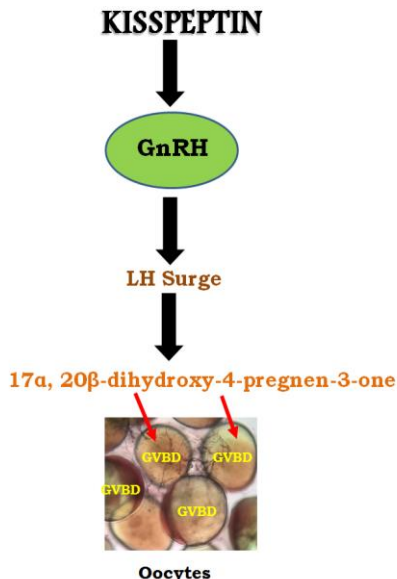 KISSPEPTIN
GnRH
LH Surge
17α, 20β-dihydroxy-4-pregnen-3-one
GVBD GVBD
GVBD
GVBD
Oocytes